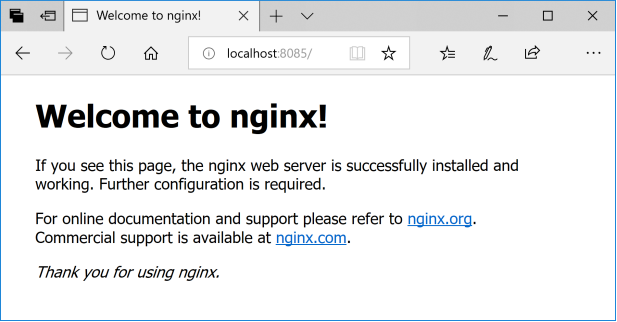 Welcome to nginx!
localhost:8085/
Welcome to nginx!
If you see this page, the nginx web server is successfully installed and
working. Further configuration is required.
For online documentation and support please refer to nginx.org.
Commercial support is available at nginx.com.
Thank you for using nginx.